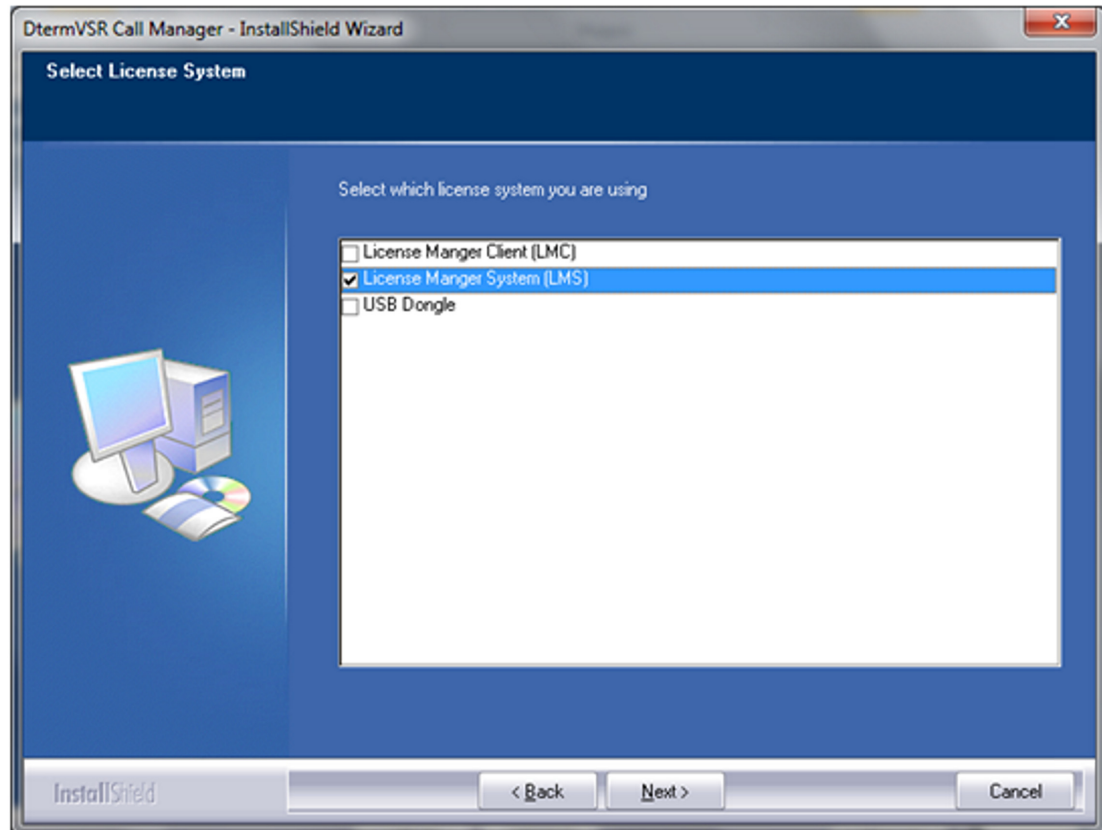 DtermVSR Call Manager - InstallShield Wizard
Select License System
Select which license system you are using
License Manger Client (LMC)
License Manger System (LMS)
USB Dongle
InstallShield
< Back
Next >
Cancel